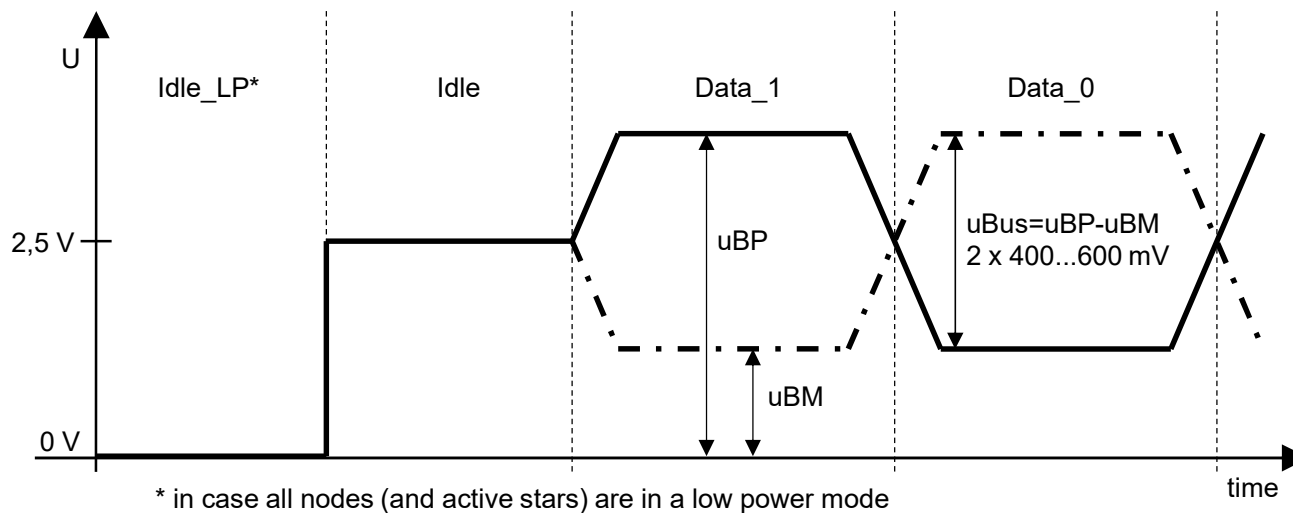 U
Idle_LP*
Idle
Data_1
Data_0
2,5 V
uBP
uBus=uBP-uBM
2 x 400...600 mV
uBM
0 V
time
* in case all nodes (and active stars) are in a low power mode